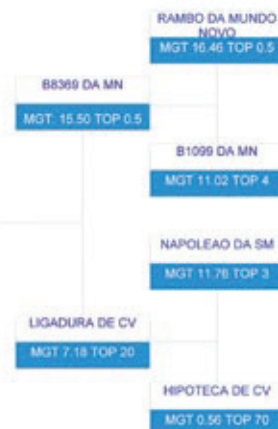 RAMBO DA MUNDO
NOVO
MGT 16.46 TOP 0.5
B8369 DA MN
MGT: 15.50 TOP 0.5
B1099 DA MN
MGT 11.02 TOP 4
NAPOLEAO DA SM
MGT 11.76 TOP 3
LIGADURA DE CV
MGT 7.18 TOP 20
HIPOTECA DE CV
MGT 0.56 TOP 70